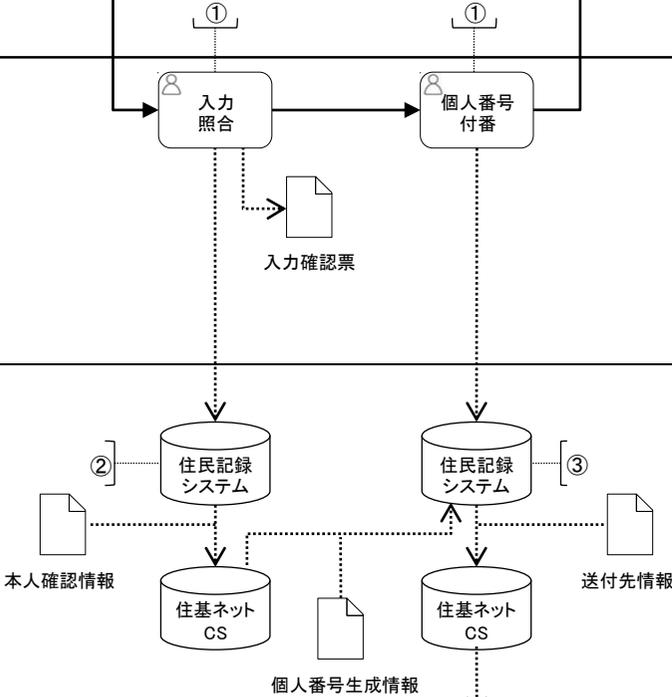 ①
①
入力
照合
個人番号
付番
入力確認票
②
住民記録
システム
住民記録
システム
③
本人確認情報
送付先情報
住基ネット
CS
住基ネット
CS
個人番号生成情報